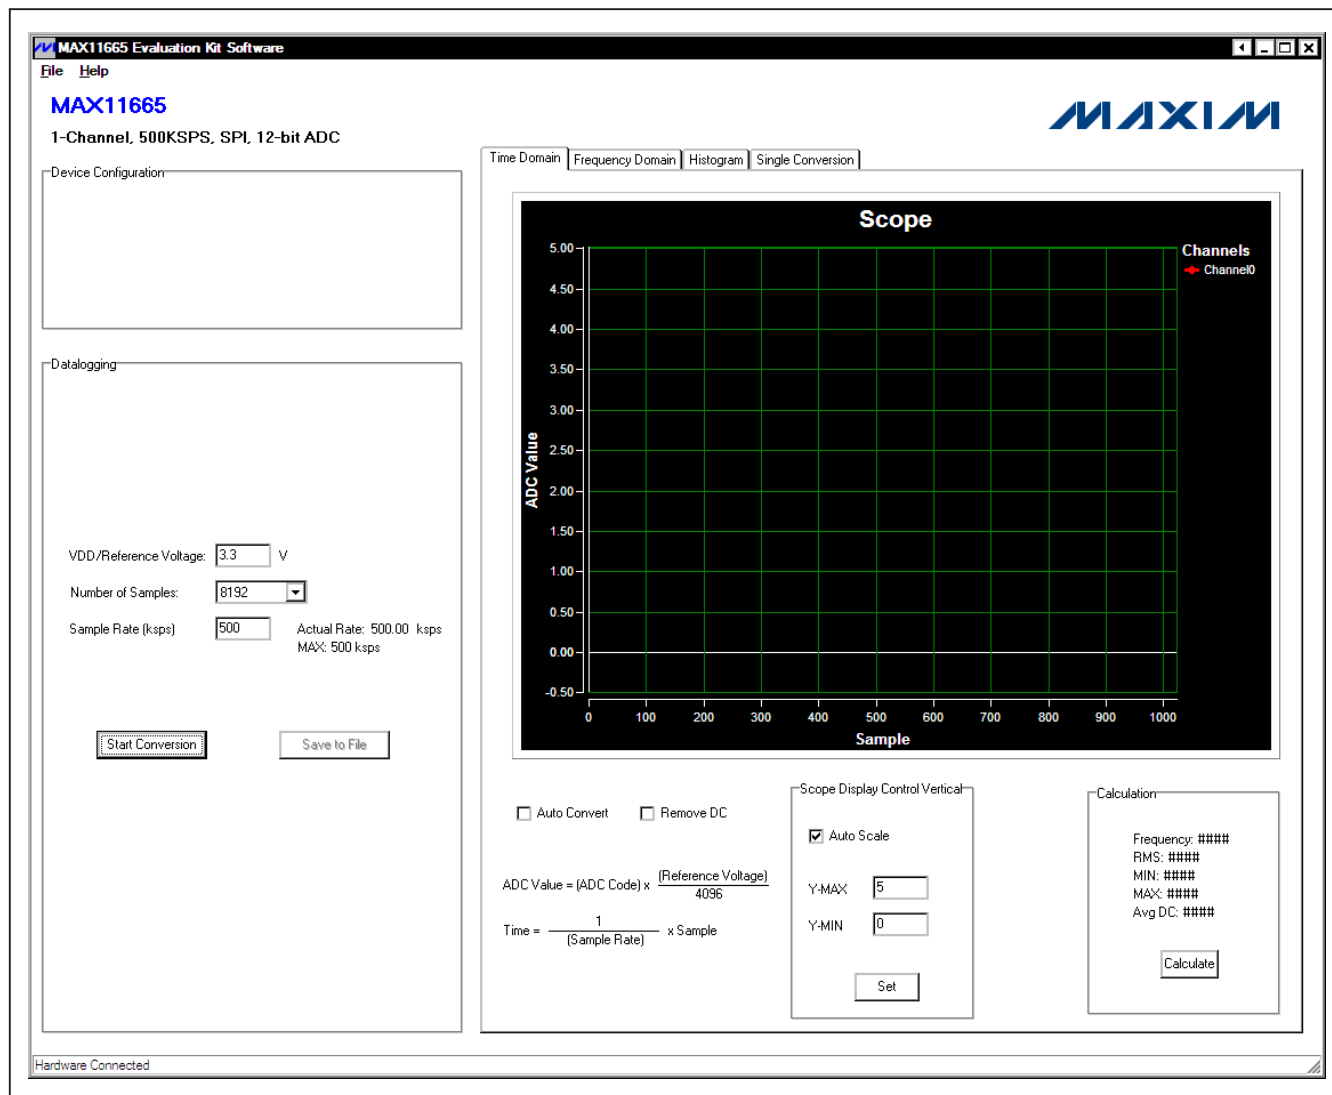 MAX11665 Evaluation Kit Software
File Help
MAX11665
1-Channel, 500KSPS, SPI, 12-bit ADC
MAXIM
Device Configuration
Datalogging
VDD/Reference Voltage: 3.3 V
Number of Samples: 8192
Sample Rate (ksps) 500 Actual Rate: 500.00 ksps
MAX: 500 ksps
Start Conversion Save to File
Time Domain Frequency Domain Histogram Single Conversion
Scope
Channels
Channel0
ADC Value
5.00
4.50
4.00
3.50
3.00
2.50
2.00
1.50
1.00
0.50
0.00
-0.50
0 100 200 300 400 500 600 700 800 900 1000
Sample
Auto Convert Remove DC
ADC Value = (ADC Code) x (Reference Voltage)
4096
Time = 1 x Sample
(Sample Rate)
Scope Display Control Vertical
Auto Scale
Y-MAX 5
Y-MIN 0
Set
Calculation
Frequency: ####
RMS: ####
MIN: ####
MAX: ####
Avg DC: ####
Calculate
Hardware Connected